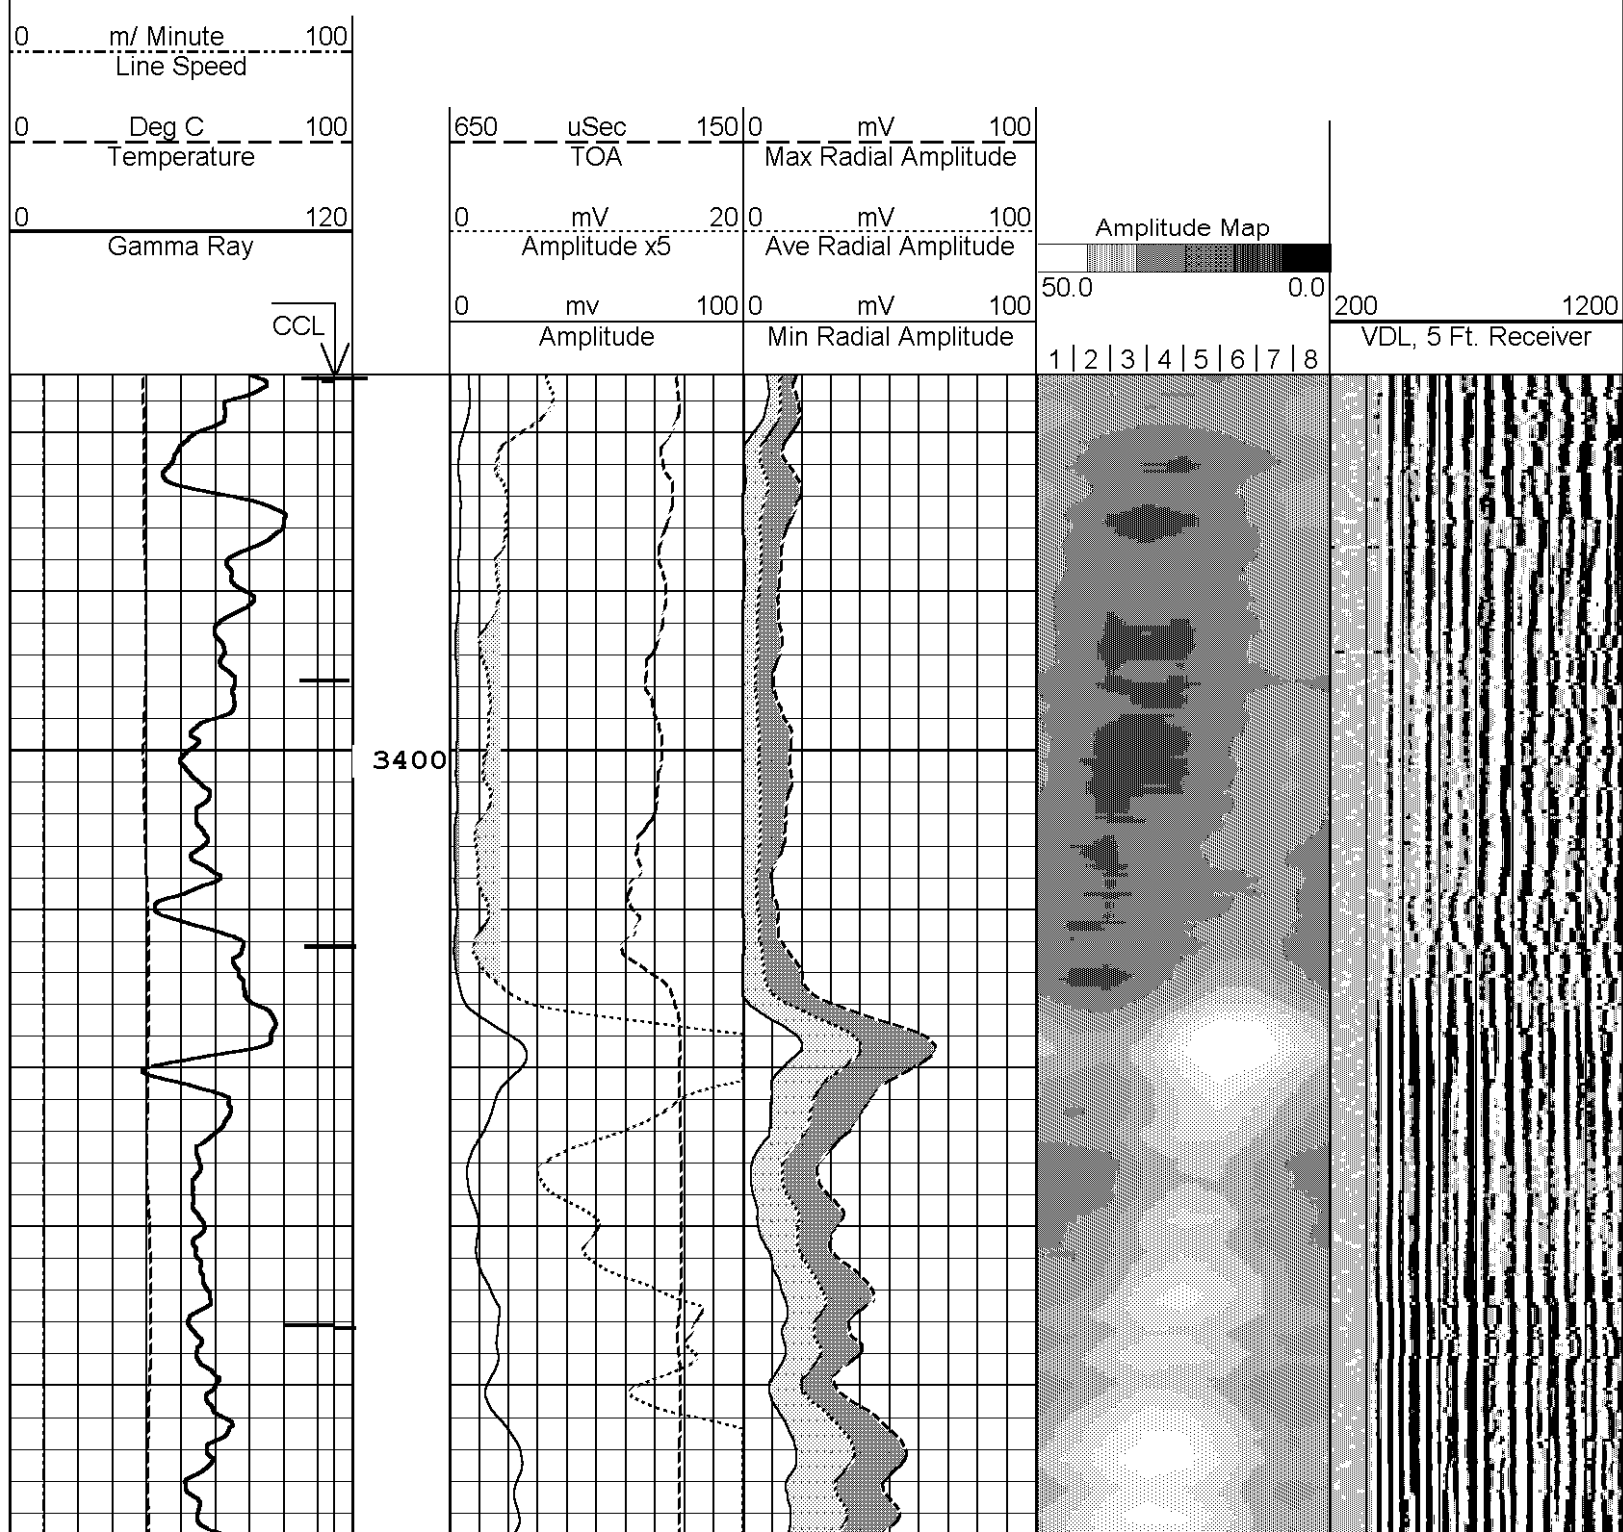 0 m/ Minute 100
Line Speed
0 Deg C 100
Temperature
0 120
Gamma Ray
CCL
650 uSec 150
TOA
0 mV 20
Amplitude x5
0 mv 100
Amplitude
0 mV 100
Max Radial Amplitude
0 mV 100
Ave Radial Amplitude
0 mV 100
Min Radial Amplitude
Amplitude Map
50.0 0.0
1 2 3 4 5 6 7 8
200 1200
VDL, 5 Ft. Receiver
3400